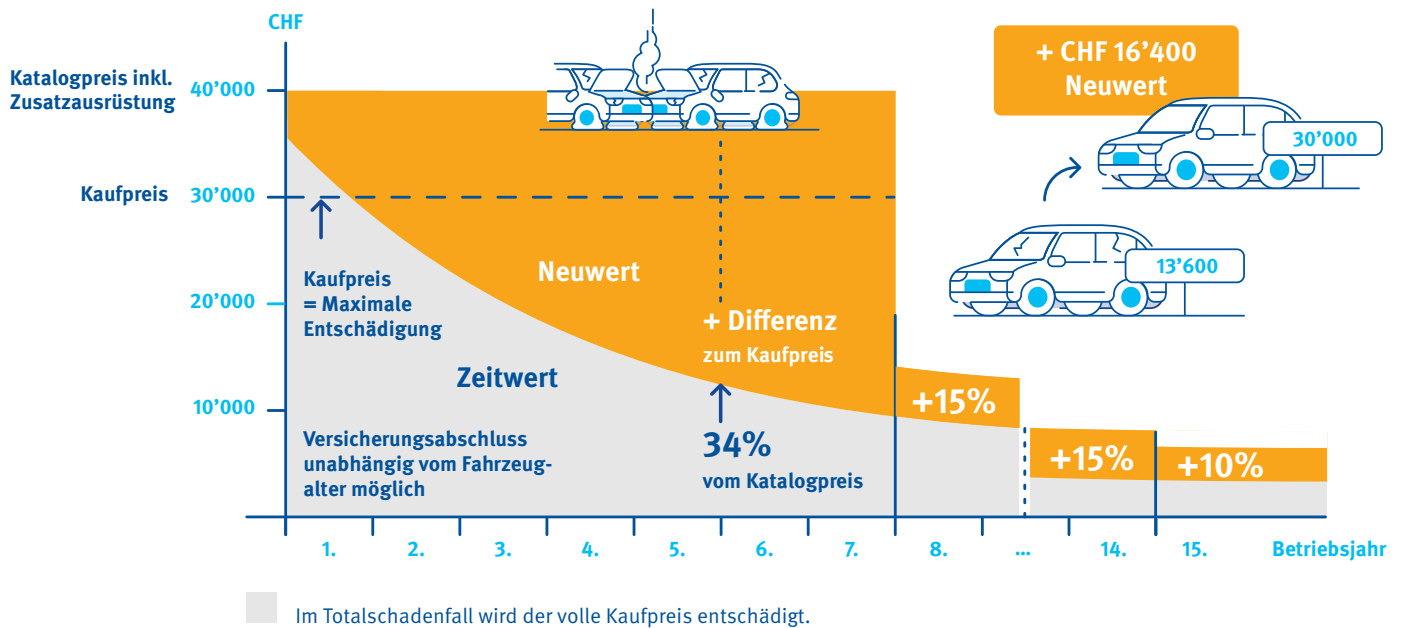 CHF
Katalogpreis inkl.
Zusatzausrüstung
40’000
Kaufpreis
30’000
20’000
10’000
+ CHF 16’400
Neuwert
30’000
13’600
Kaufpreis
= Maximale
Entschädigung
Neuwert
+ Differenz
zum Kaufpreis
Zeitwert
34%
vom Katalogpreis
Versicherungsabschluss
unabhängig vom Fahrzeug-
alter möglich
+15%
+15%
+10%
1. 2. 3. 4. 5. 6. 7. 8. ... 14. 15. Betriebsjahr
Im Totalschadenfall wird der volle Kaufpreis entschädigt.